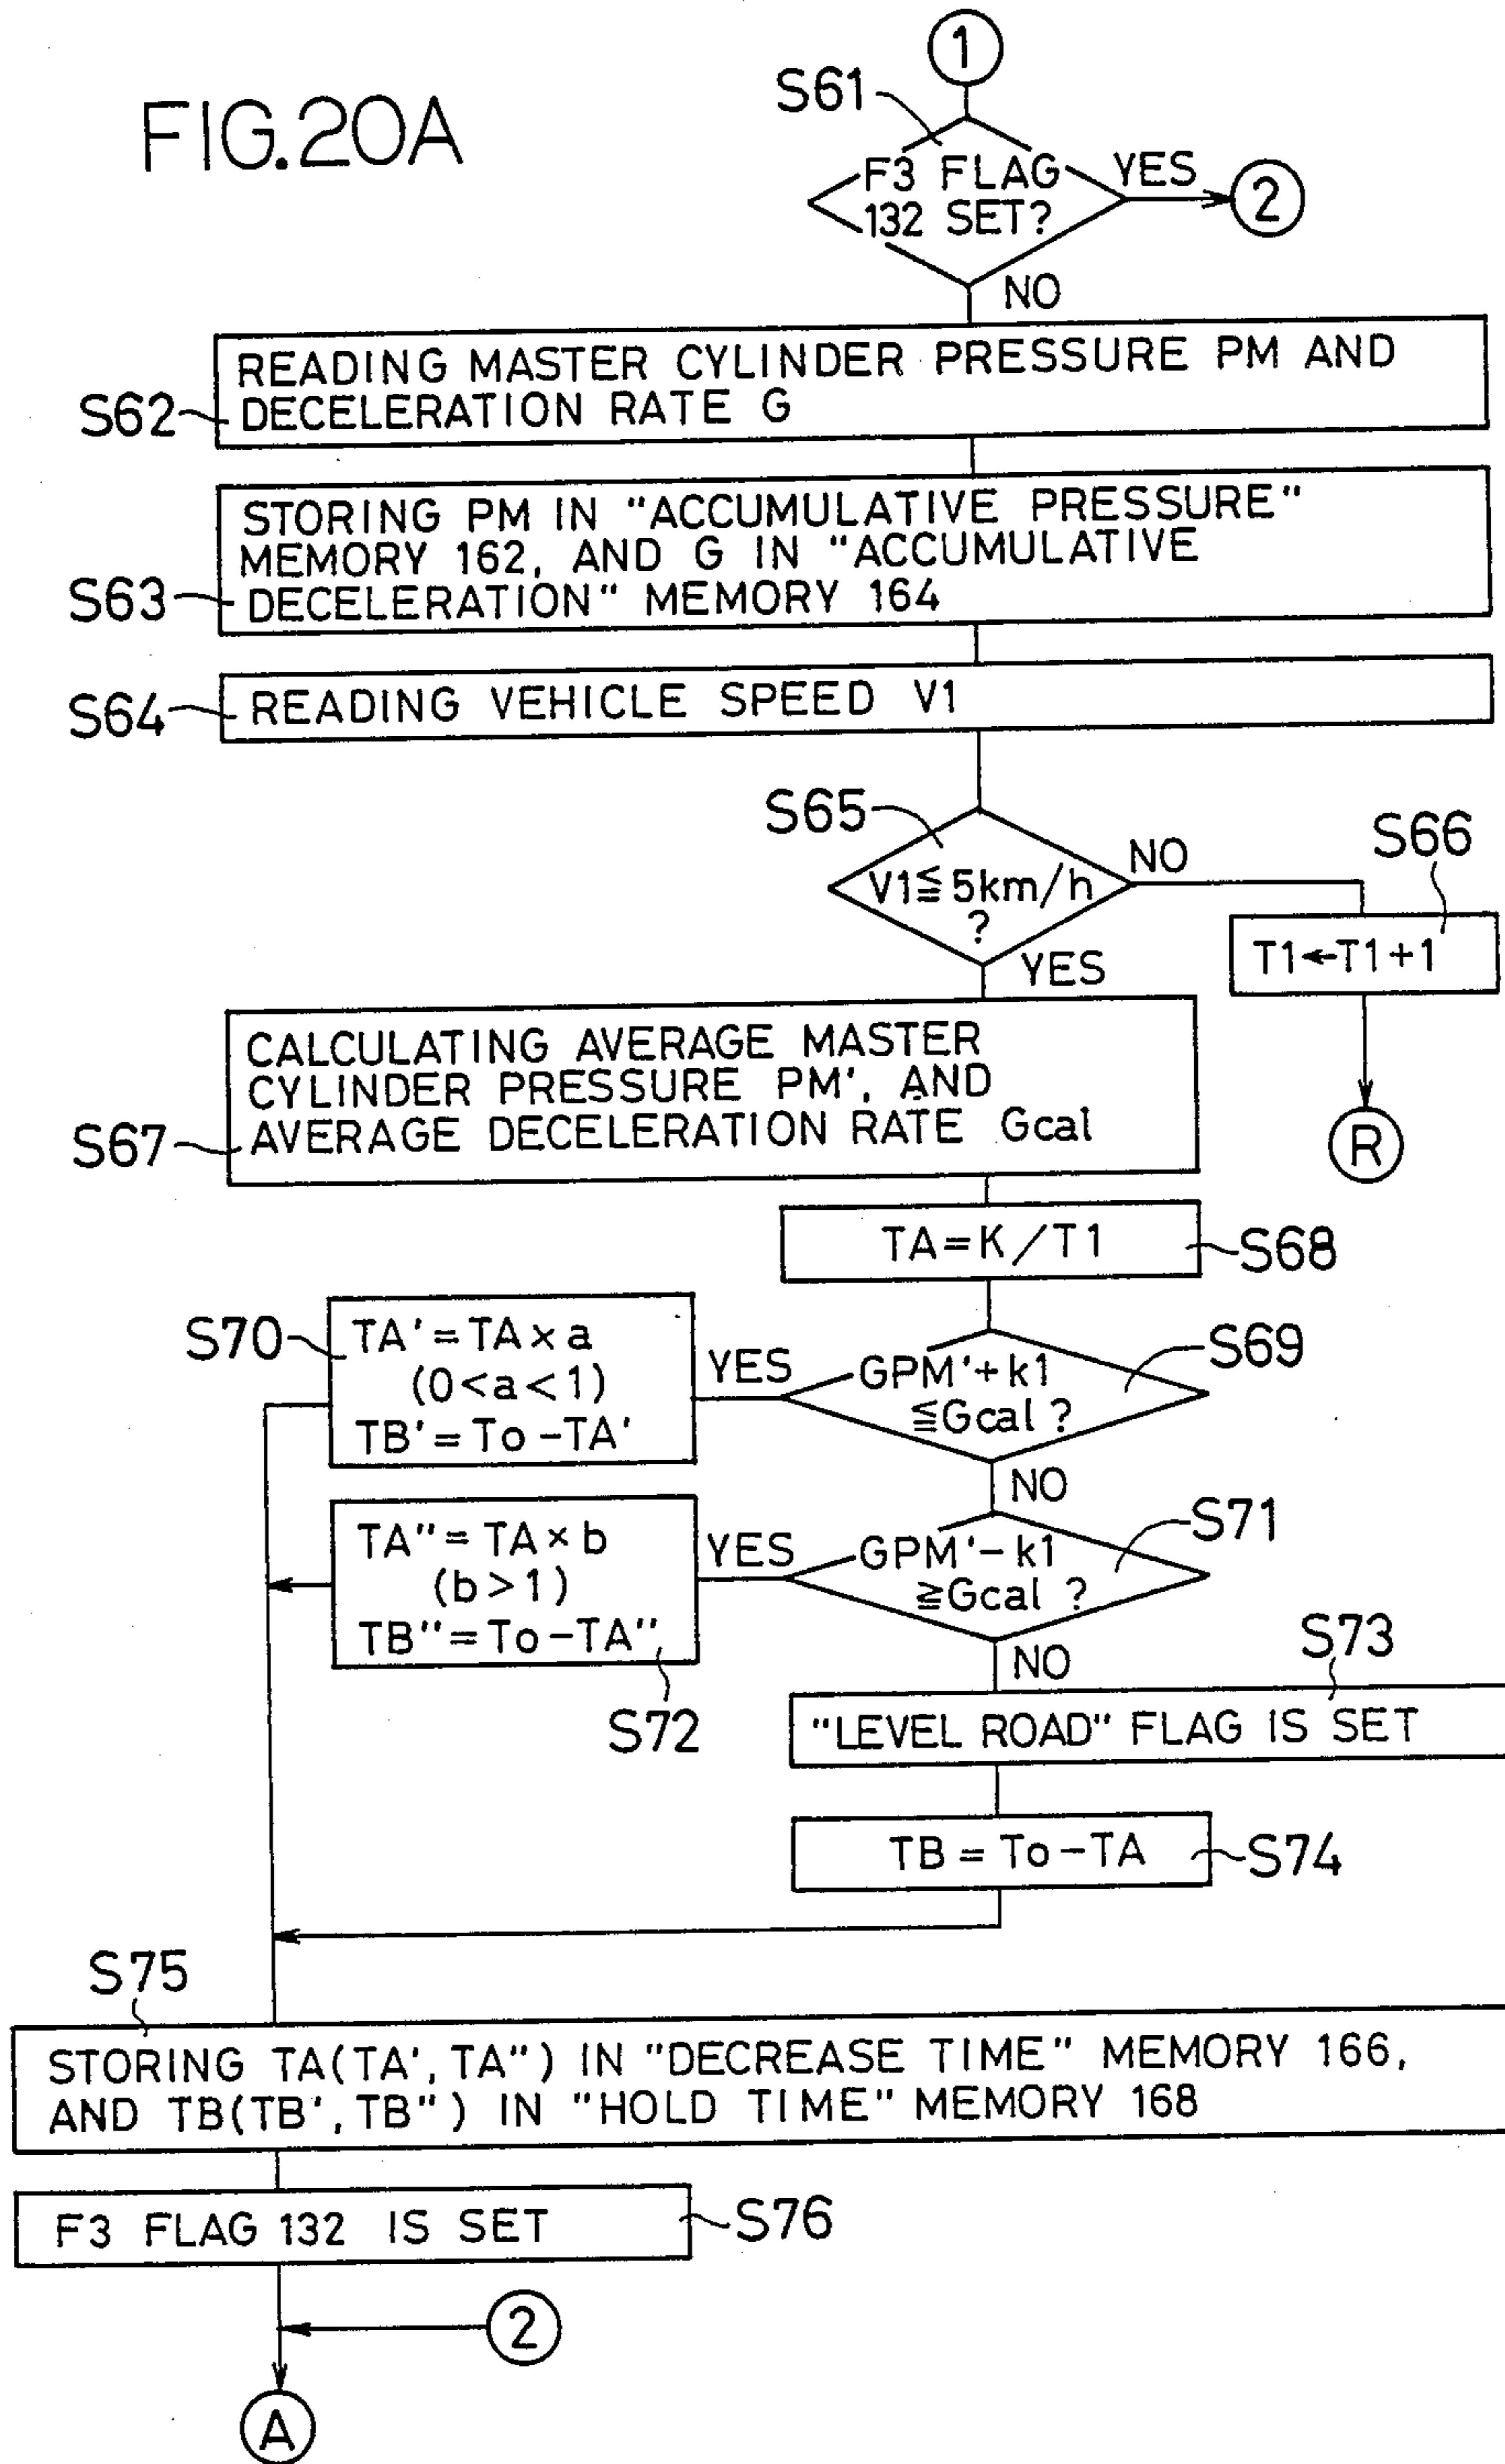 FIG.20A
1
S61
F3 FLAG
132 SET?
YES
2
NO
READING MASTER CYLINDER PRESSURE PM AND
DECELERATION RATE G
S62
STORING PM IN "ACCUMULATIVE PRESSURE"
MEMORY 162, AND G IN "ACCUMULATIVE
DECELERATION" MEMORY 164
S63
READING VEHICLE SPEED V1
S64
S65
V1≦5km/h
?
NO
S66
T1←T1+1
R
YES
CALCULATING AVERAGE MASTER
CYLINDER PRESSURE PM', AND
AVERAGE DECELERATION RATE Gcal
S67
TA=K/T1
S68
S70
TA'=TA×a
(0<a<1)
TB'=To-TA'
YES
GPM'+k1
≦Gcal?
S69
NO
TA"=TA×b
(b>1)
TB"=To-TA"
S72
YES
GPM'-k1
≧Gcal?
S71
NO
S73
"LEVEL ROAD" FLAG IS SET
TB=To-TA
S74
S75
STORING TA(TA',TA") IN "DECREASE TIME" MEMORY 166,
AND TB(TB',TB") IN "HOLD TIME" MEMORY 168
F3 FLAG 132 IS SET
S76
2
A